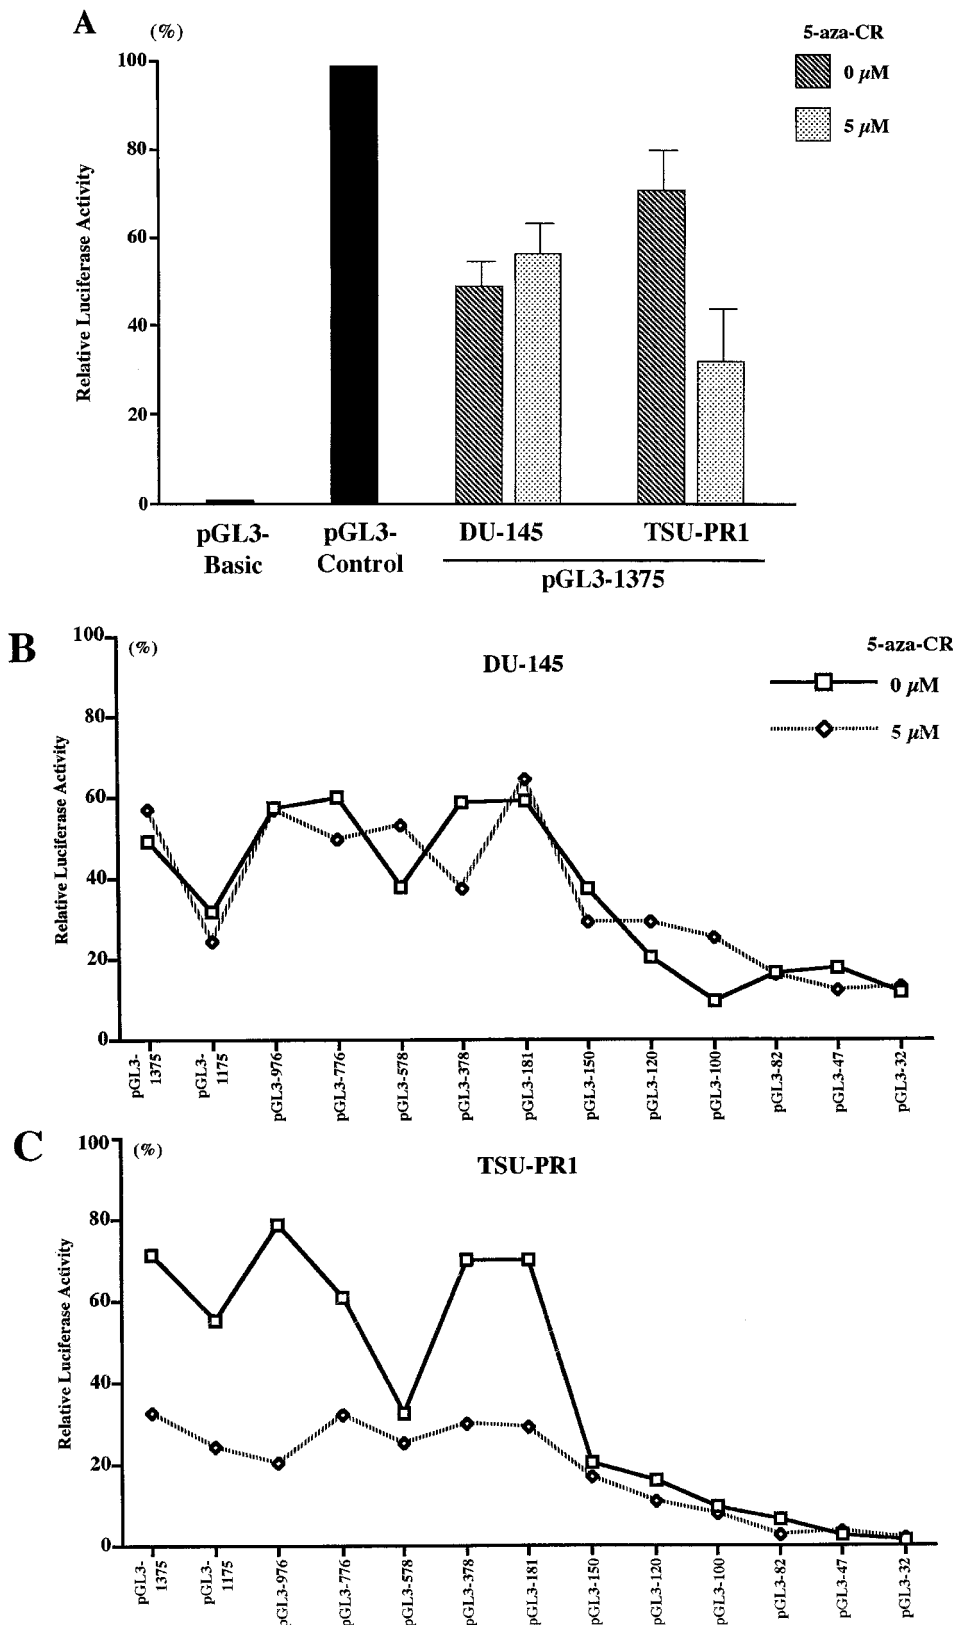 A
(%)
5-aza-CR
0 µM
5 µM
100
80
60
40
20
0
Relative Luciferase Activity
pGL3-
Basic
pGL3-
Control
DU-145
TSU-PR1
pGL3-1375
B
(%)
DU-145
5-aza-CR
0 µM
5 µM
100
80
60
40
20
0
Relative Luciferase Activity
pGL3-
1375
pGL3-
1175
pGL3-976
pGL3-776
pGL3-578
pGL3-378
pGL3-181
pGL3-150
pGL3-120
pGL3-100
pGL3-82
pGL3-47
pGL3-32
C
(%)
TSU-PR1
100
80
60
40
20
0
Relative Luciferase Activity
pGL3-
1375
pGL3-
1175
pGL3-976
pGL3-776
pGL3-578
pGL3-378
pGL3-181
pGL3-150
pGL3-120
pGL3-100
pGL3-82
pGL3-47
pGL3-32